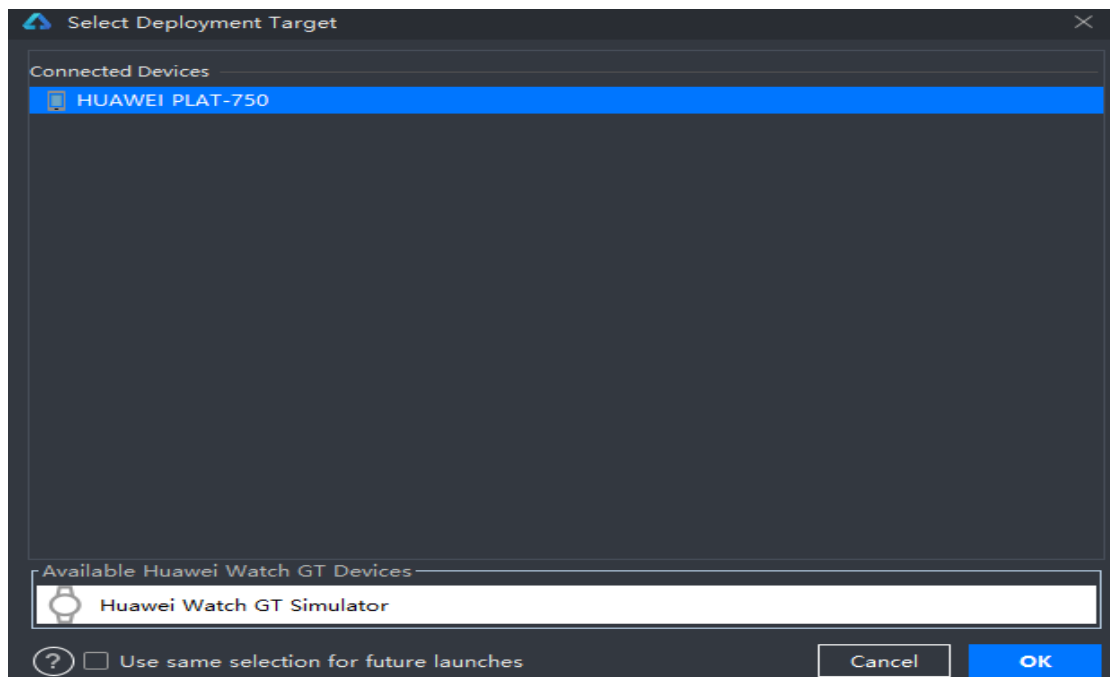 Select Deployment Target
Connected Devices
HUAWEI PLAT-750
Available Huawei Watch GT Devices
Huawei Watch GT Simulator
? Use same selection for future launches
Cancel
OK